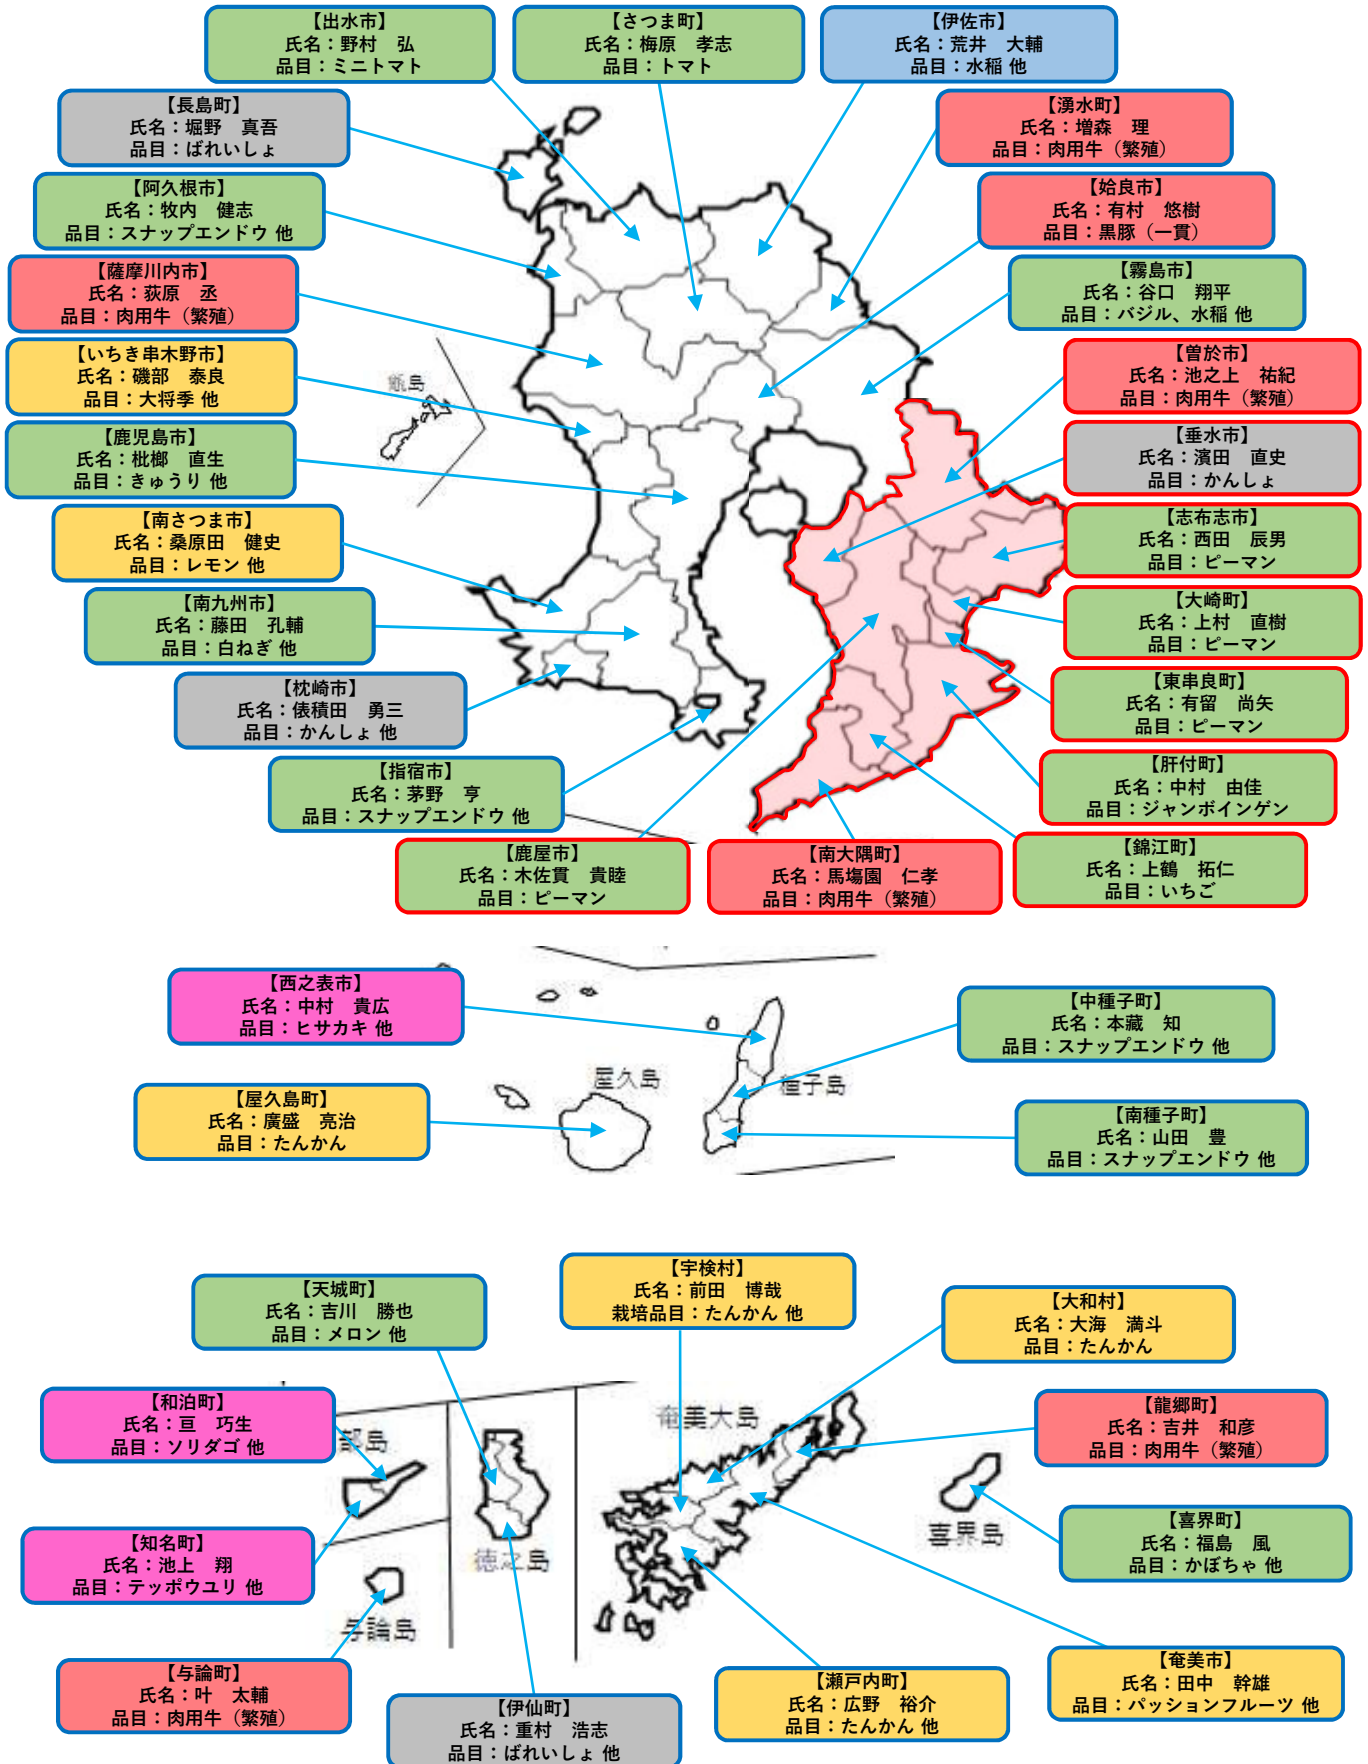 【出水市】
氏名：野村　弘
品目：ミニトマト
【さつま町】
氏名：梅原　孝志
品目：トマト
【伊佐市】
氏名：荒井　大輔
品目：水稲 他
【長島町】
氏名：堀野　真吾
品目：ばれいしょ
【湧水町】
氏名：増森　理
品目：肉用牛（繁殖）
【阿久根市】
氏名：牧内　健志
品目：スナップエンドウ 他
【姶良市】
氏名：有村　悠樹
品目：黒豚（一貫）
【薩摩川内市】
氏名：荻原　丞
品目：肉用牛（繁殖）
【霧島市】
氏名：谷口　翔平
品目：バジル、水稲 他
【いちき串木野市】
氏名：磯部　泰良
品目：大将季 他
甑島
【曽於市】
氏名：池之上　祐紀
品目：肉用牛（繁殖）
【鹿児島市】
氏名：枇榔　直生
品目：きゅうり 他
【垂水市】
氏名：濱田　直史
品目：かんしょ
【南さつま市】
氏名：桑原田　健史
品目：レモン 他
【志布志市】
氏名：西田　辰男
品目：ピーマン
【南九州市】
氏名：藤田　孔輔
品目：白ねぎ 他
【大崎町】
氏名：上村　直樹
品目：ピーマン
【枕崎市】
氏名：俵積田　勇三
品目：かんしょ 他
【東串良町】
氏名：有留　尚矢
品目：ピーマン
【指宿市】
氏名：茅野　亨
品目：スナップエンドウ 他
【肝付町】
氏名：中村　由佳
品目：ジャンボインゲン
【鹿屋市】
氏名：木佐貫　貴睦
品目：ピーマン
【南大隅町】
氏名：馬塲園　仁孝
品目：肉用牛（繁殖）
【錦江町】
氏名：上鶴　拓仁
品目：いちご
【西之表市】
氏名：中村　貴広
品目：ヒサカキ 他
【中種子町】
氏名：本藏　知
品目：スナップエンドウ 他
屋久島
種子島
【屋久島町】
氏名：廣盛　亮治
品目：たんかん
【南種子町】
氏名：山田　豊
品目：スナップエンドウ 他
【宇検村】
氏名：前田　博哉
栽培品目：たんかん 他
【天城町】
氏名：吉川　勝也
品目：メロン 他
【大和村】
氏名：大海　満斗
品目：たんかん
【和泊町】
氏名：亘　巧生
品目：ソリダゴ 他
部島
奄美大島
【龍郷町】
氏名：吉井　和彦
品目：肉用牛（繁殖）
【知名町】
氏名：池上　翔
品目：テッポウユリ 他
徳之島
喜界島
【喜界町】
氏名：福島　風
品目：かぼちゃ 他
与論島
【与論町】
氏名：叶　太輔
品目：肉用牛（繁殖）
【伊仙町】
氏名：重村　浩志
品目：ばれいしょ 他
【瀬戸内町】
氏名：広野　裕介
品目：たんかん 他
【奄美市】
氏名：田中　幹雄
品目：パッションフルーツ 他